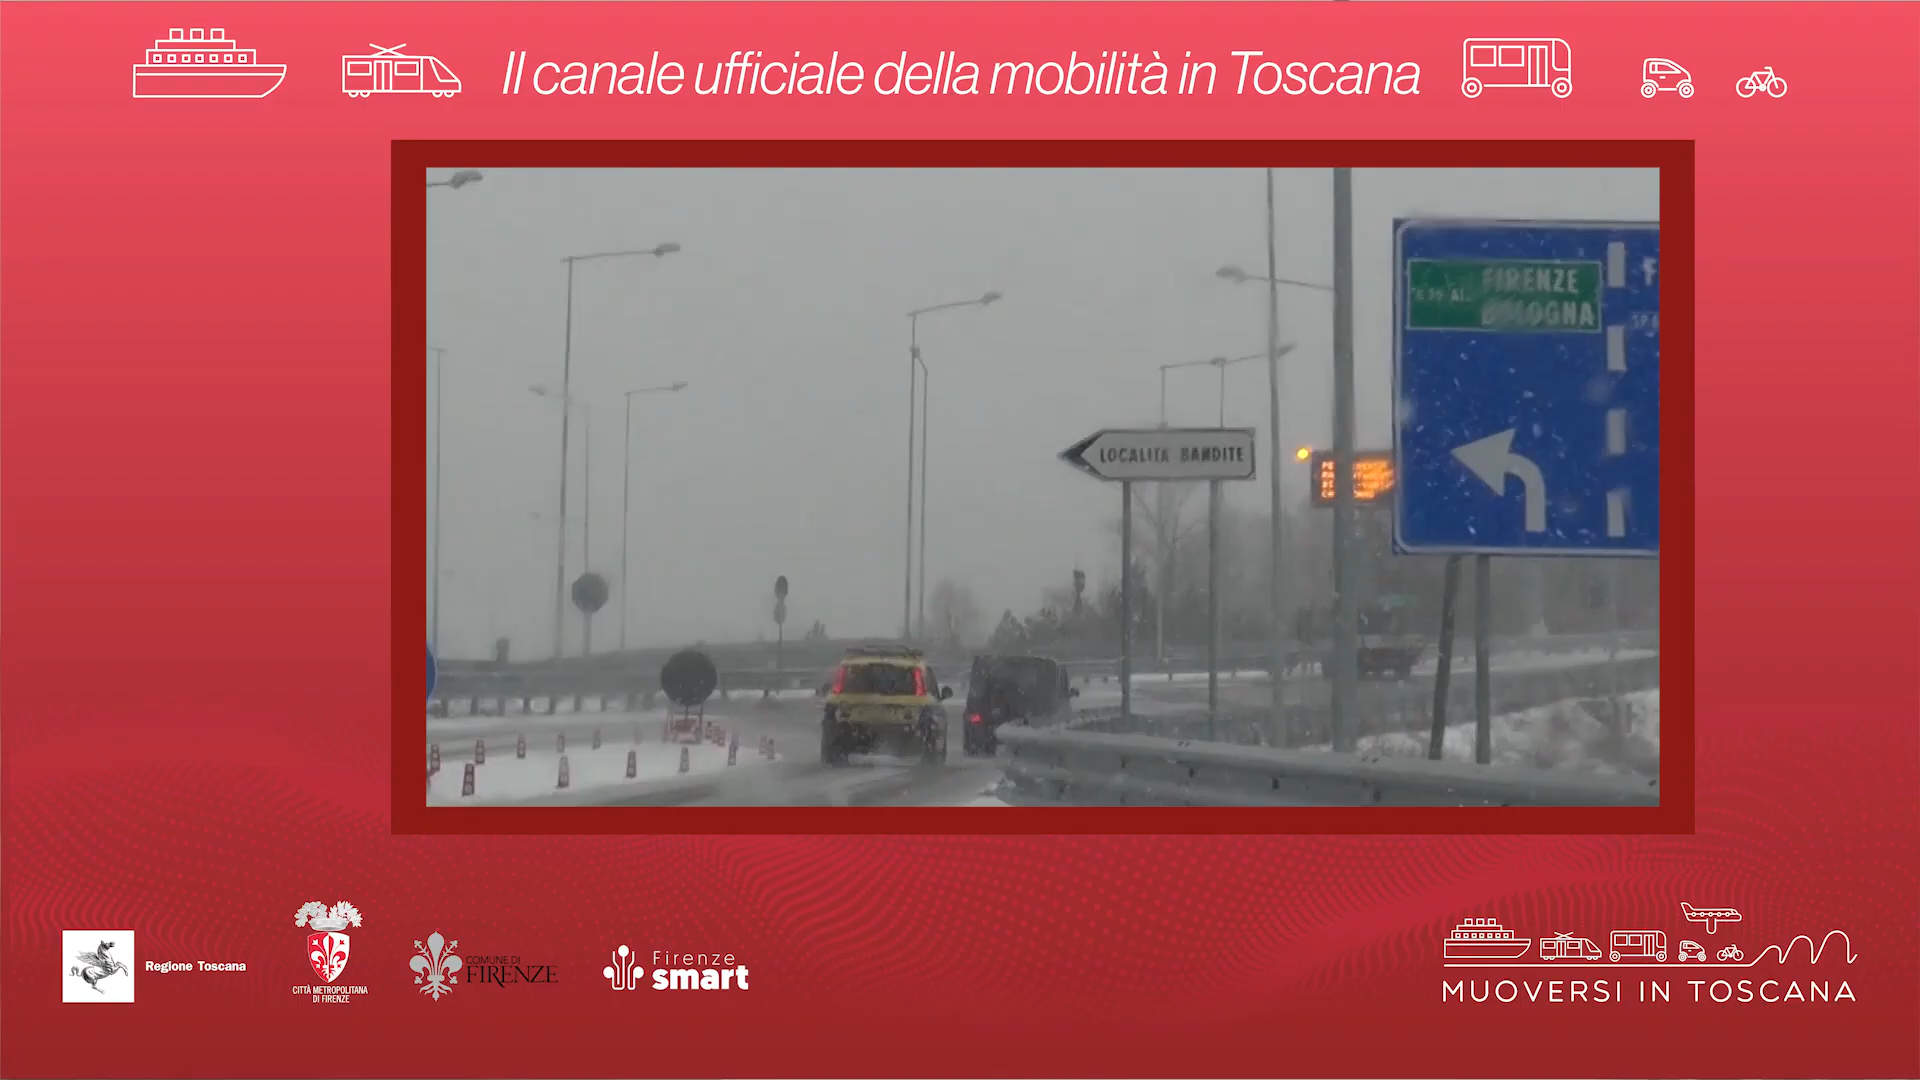 Il canale ufficiale della mobilità in Toscana
FIRENZE
BOLOGNA
LOCALITA BANDITE
Regione Toscana
CITTÀ METROPOLITANA
DI FIRENZE
COMUNE DI
FIRENZE
Firenze
smart
MUOVERSI IN TOSCANA